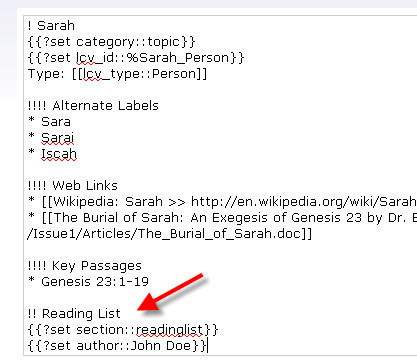 ! Sarah
{{?set category::topic}}
{{?set lcv_id::%Sarah_Person}}
Type: [[lcv_type::Person]]
!!!! Alternate Labels
* Sara
* Sarai
* Iscah
!!!! Web Links
* [[Wikipedia: Sarah >> http://en.wikipedia.org/wiki/Sarah
* [[The Burial of Sarah: An Exegesis of Genesis 23 by Dr. E
/Issue1/Articles/The_Burial_of_Sarah.doc]]
!!!! Key Passages
* Genesis 23:1-19
!! Reading List
{{?set section::readinglist}}
{{?set author::John Doe}}